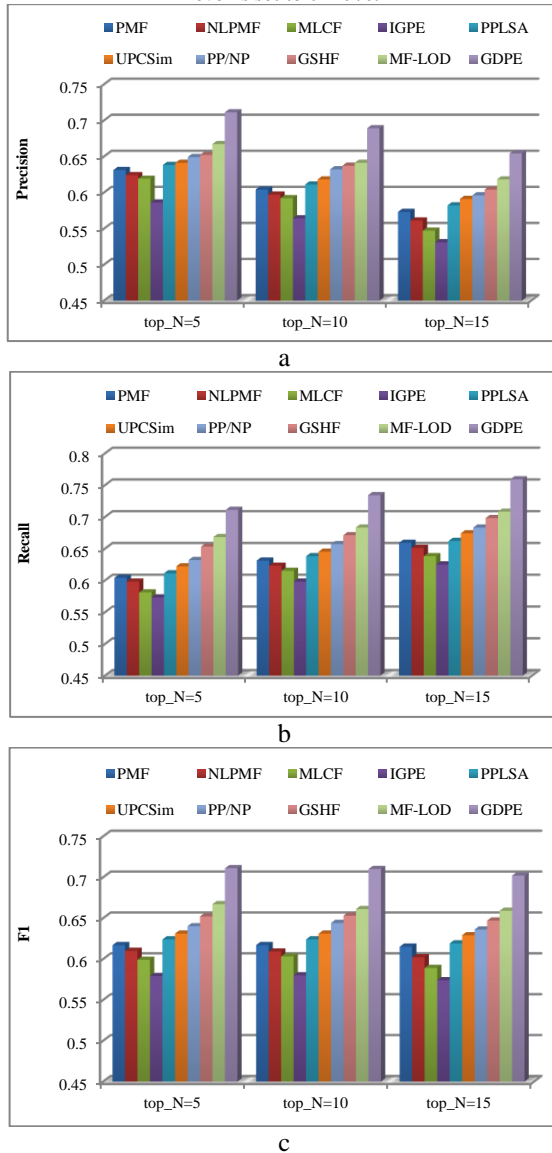 PMF NLPMF MLCF IGPE PPLSA
UPCSim PP/NP GSHF MF-LOD GDPE
0.75
0.7
0.65
0.6
0.55
0.5
0.45
Precision
top_N=5 top_N=10 top_N=15
a
PMF NLPMF MLCF IGPE PPLSA
UPCSim PP/NP GSHF MF-LOD GDPE
0.8
0.75
0.7
0.65
0.6
0.55
0.5
0.45
Recall
top_N=5 top_N=10 top_N=15
b
PMF NLPMF MLCF IGPE PPLSA
UPCSim PP/NP GSHF MF-LOD GDPE
0.75
0.7
0.65
0.6
0.55
0.5
0.45
F1
top_N=5 top_N=10 top_N=15
c